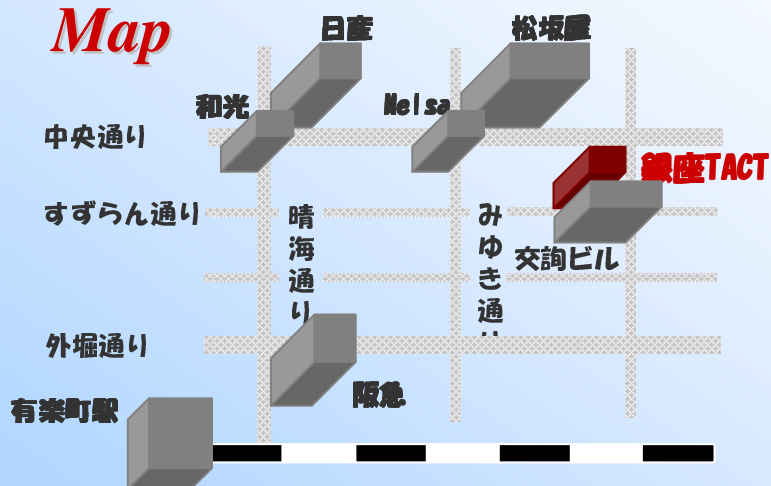 Map
日産
松坂屋
和光
Melsa
中央通り
銀座TACT
すずらん通り
晴海通り
みゆき通り
交詢ビル
外堀通り
阪急
有楽町駅